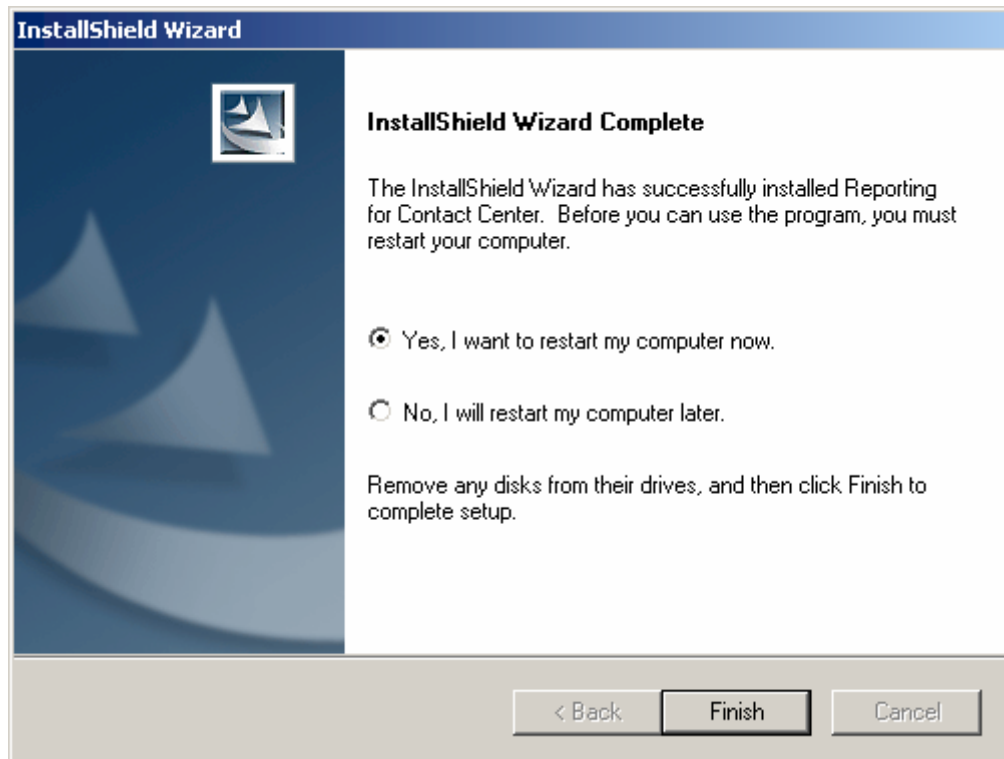 InstallShield Wizard
InstallShield Wizard Complete
The InstallShield Wizard has successfully installed Reporting
for Contact Center.  Before you can use the program, you must
restart your computer.
Yes, I want to restart my computer now.
No, I will restart my computer later.
Remove any disks from their drives, and then click Finish to
complete setup.
< Back
Finish
Cancel